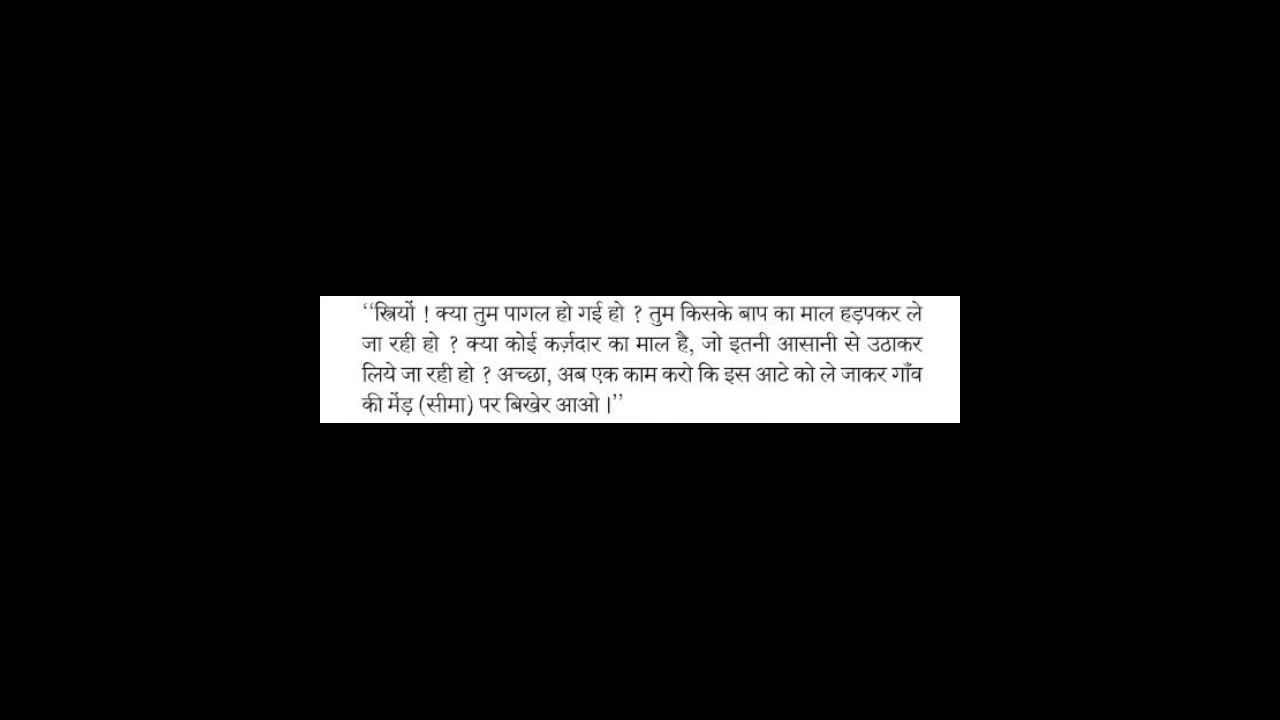 ‘‘स्त्रियों ! क्या तुम पागल हो गई हो ? तुम किसके बाप का माल हड़पकर ले
जा रही हो ? क्या कोई कर्ज़दार का माल है, जो इतनी आसानी से उठाकर
लिये जा रही हो ? अच्छा, अब एक काम करो कि इस आटे को ले जाकर गाँव
की मेंड़ (सीमा) पर बिखेर आओ ।’’